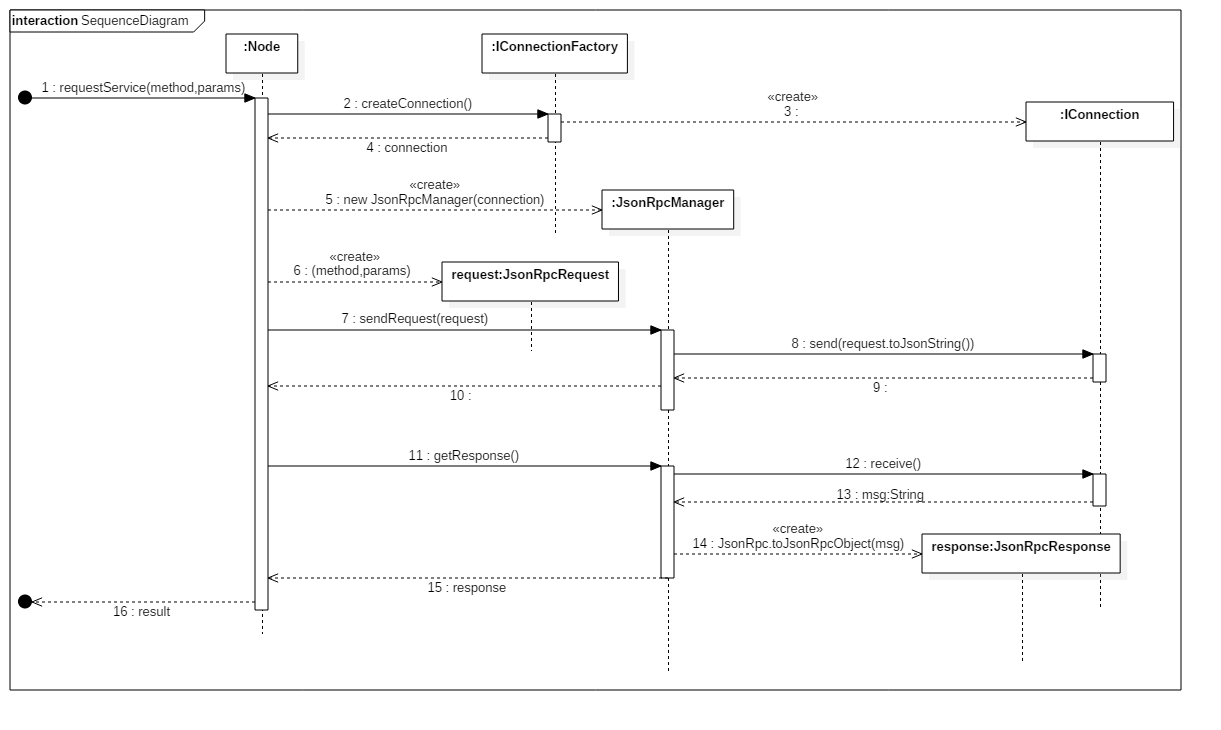 interaction SequenceDiagram
:Node
:IConnectionFactory
1 : requestService(method,params)
2 : createConnection()
«create»
3 :
:IConnection
4 : connection
«create»
5 : new JsonRpcManager(connection)
:JsonRpcManager
«create»
6 : (method,params)
request:JsonRpcRequest
7 : sendRequest(request)
8 : send(request.toJsonString())
9 :
10 :
11 : getResponse()
12 : receive()
13 : msg:String
«create»
14 : JsonRpc.toJsonRpcObject(msg)
response:JsonRpcResponse
15 : response
16 : result